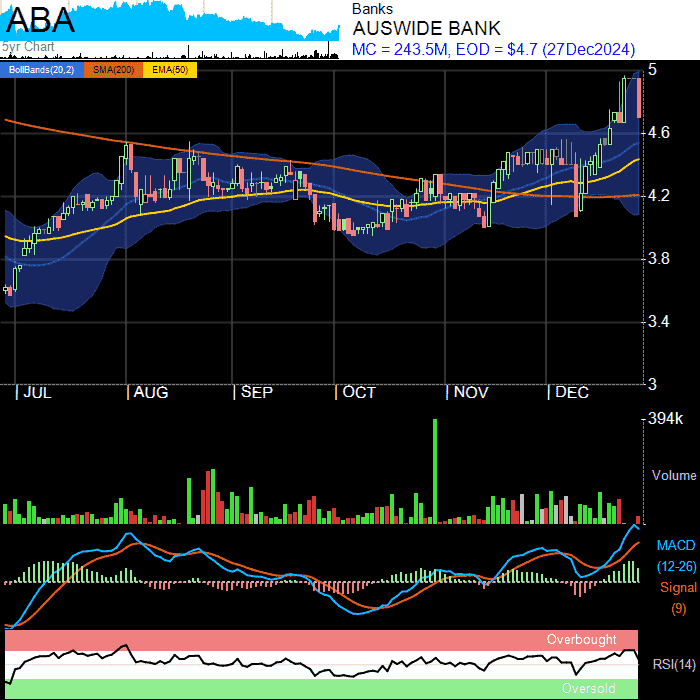 ABA
5yr Chart
Banks
AUSWIDE BANK
MC = 243.5M, EOD = $4.7 (27Dec2024)
BollBands(20,2) SMA(200) EMA(50)
5
4.6
4.2
3.8
3.4
3
JUL AUG SEP OCT NOV DEC
394k
Volume
MACD
(12-26)
Signal
(9)
Overbought
RSI(14)
Oversold